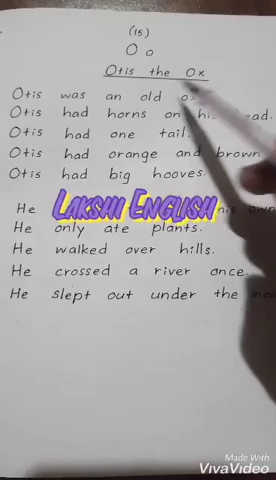 (15)
O o
Otis the Ox
Otis was an old
Otis had horns on
Otis had one tail.
Otis had orange and brown
Otis had big hooves.
He own
LAKSHI ENGLISH
He only ate plants.
He walked over hills.
He crossed a river once.
He slept out under the
Made With
VivaVideo